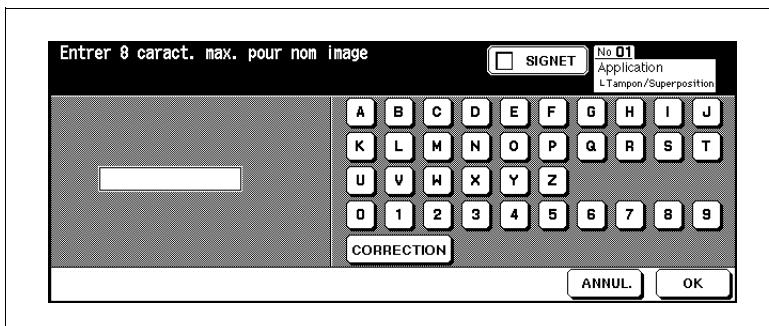 Entrer 8 caract. max. pour nom image
SIGNET
No 01
Application
└ Tampon/Superposition
A B C D E F G H I J
K L M N O P Q R S T
U V W X Y Z
0 1 2 3 4 5 6 7 8 9
CORRECTION
ANNUL. OK